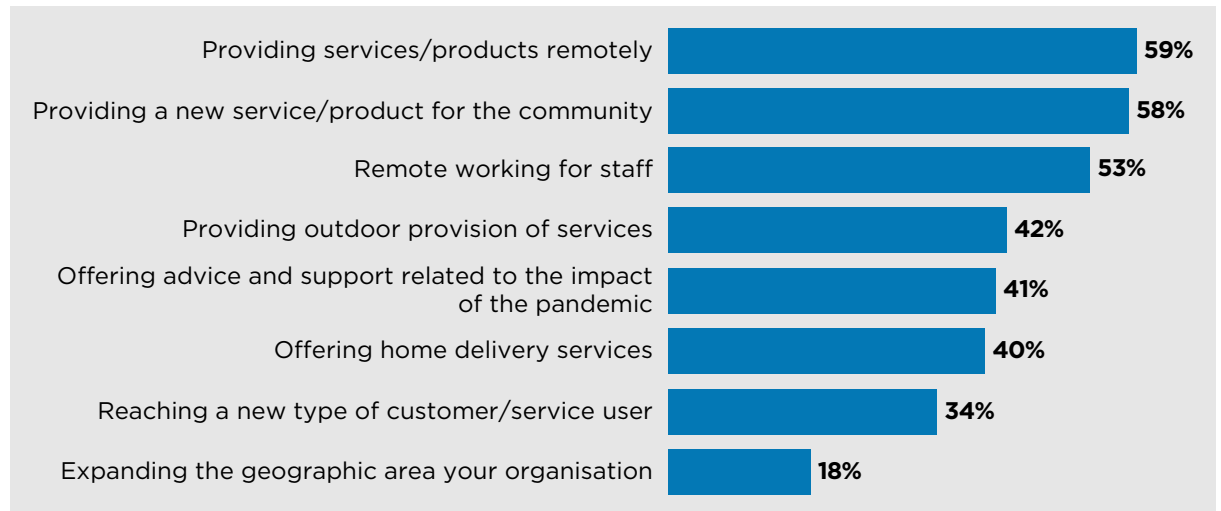 Providing services/products remotely 59%
Providing a new service/product for the community 58%
Remote working for staff 53%
Providing outdoor provision of services 42%
Offering advice and support related to the impact
of the pandemic 41%
Offering home delivery services 40%
Reaching a new type of customer/service user 34%
Expanding the geographic area your organisation 18%